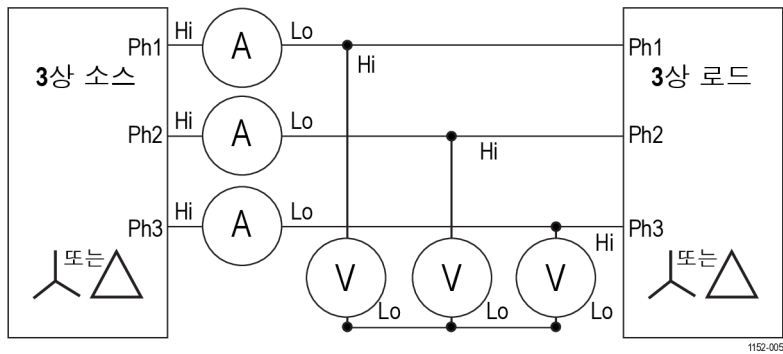 Ph1 Hi A Lo Ph1
Hi
3상 소스 3상 로드
Ph2 Hi A Lo Ph2
Hi
Ph3 Hi A Lo Ph3
Hi
또는 V V V 또는
Lo Lo Lo
1152-005